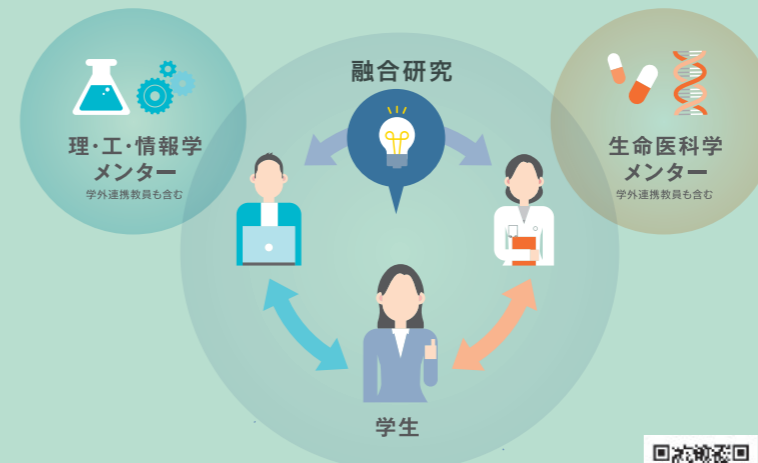 融合研究
理・工・情報学
メンター
学外連携教員も含む
生命医科学
メンター
学外連携教員も含む
学生